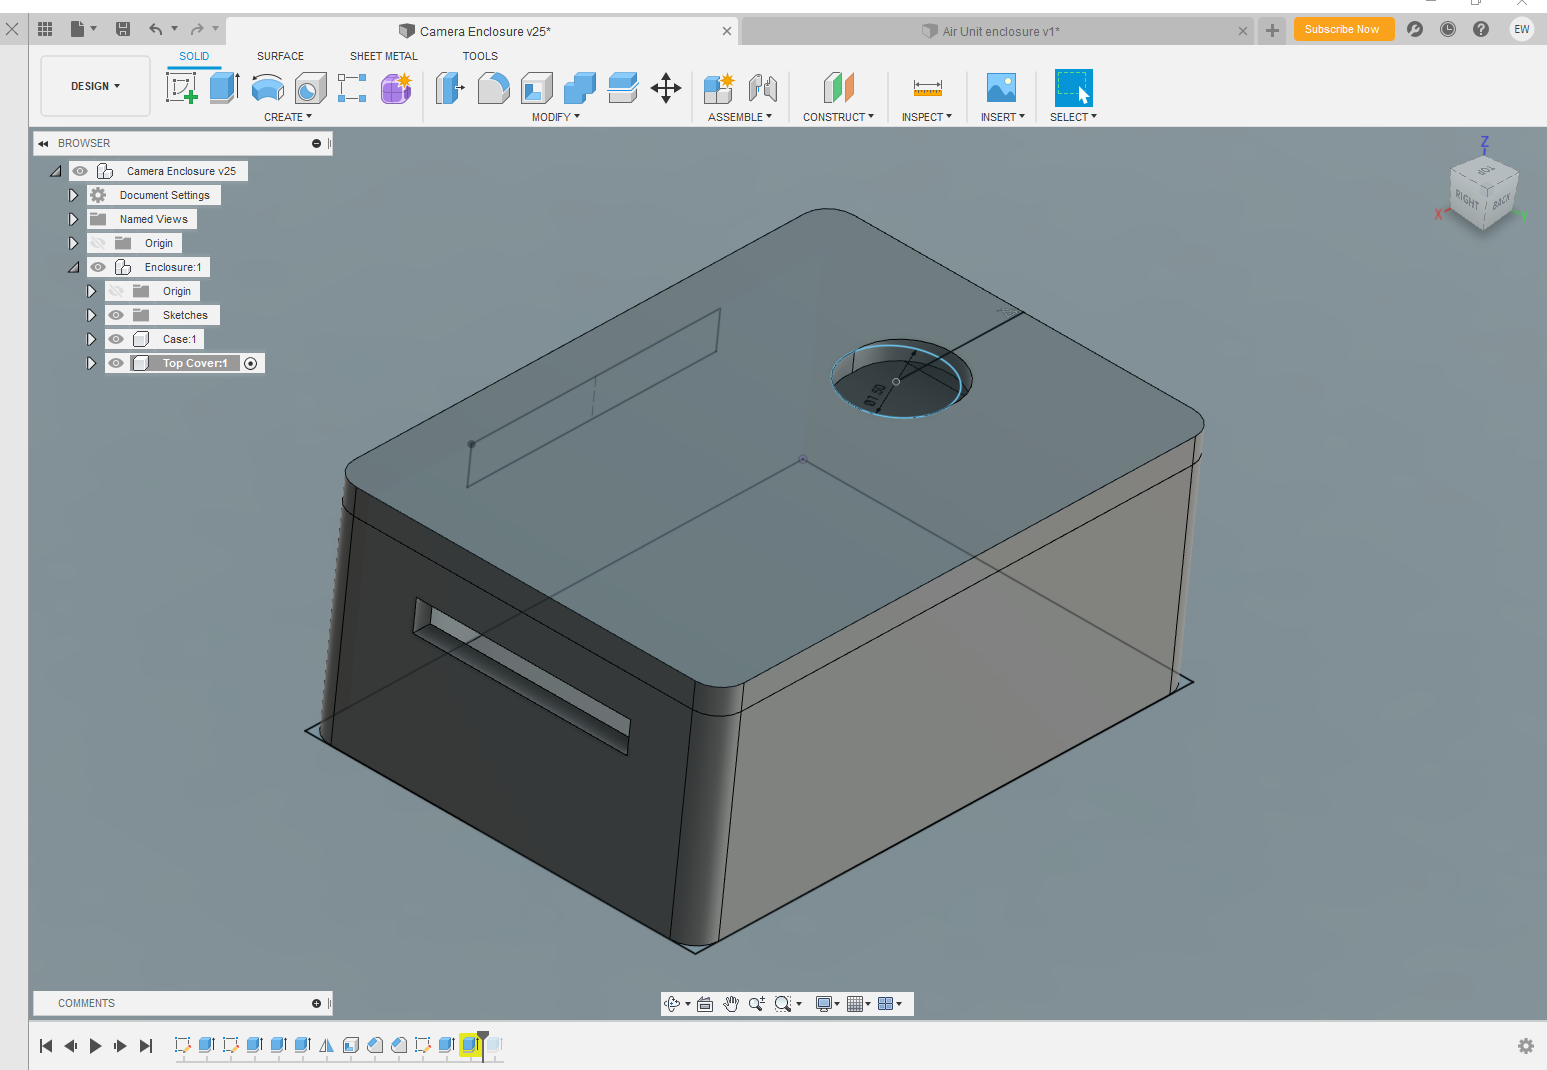 Camera Enclosure v25*
Air Unit enclosure v1*
Subscribe Now
EW
DESIGN
SOLID
SURFACE
SHEET METAL
TOOLS
CREATE
MODIFY
ASSEMBLE
CONSTRUCT
INSPECT
INSERT
SELECT
BROWSER
Camera Enclosure v25
Document Settings
Named Views
Origin
Enclosure:1
Origin
Sketches
Case:1
Top Cover:1
Z
TOP
RIGHT
BACK
X
Ø1.50
COMMENTS